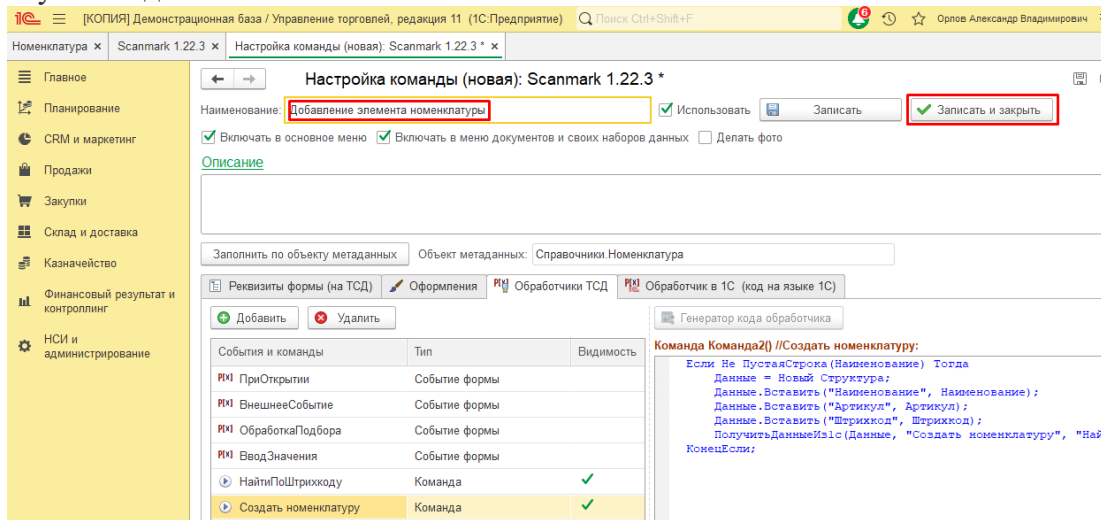 [КОПИЯ] Демонстрационная база / Управление торговлей, редакция 11 (1С:Предприятие) Поиск Ctrl+Shift+F 6 Орлов Александр Владимирович
Номенклатура × Scanmark 1.22.3 × Настройка команды (новая): Scanmark 1.22.3 * ×
Главное
Планирование
CRM и маркетинг
Продажи
Закупки
Склад и доставка
Казначейство
Финансовый результат и
контроллинг
НСИ и
администрирование
Настройка команды (новая): Scanmark 1.22.3 *
Наименование: Добавление элемента номенклатуры Использовать Записать Записать и закрыть
Включать в основное меню Включать в меню документов и своих наборов данных Делать фото
Описание
Заполнить по объекту метаданных Объект метаданных: Справочники.Номенклатура
Реквизиты формы (на ТСД) Оформления Обработчики ТСД Обработчик в 1С (код на языке 1С)
Добавить Удалить Генератор кода обработчика
События и команды Тип Видимость
P[x] ПриОткрытии Событие формы
P[x] ВнешнееСобытие Событие формы
P[x] ОбработкаПодбора Событие формы
P[x] ВводЗначения Событие формы
НайтиПоШтрихкоду Команда
Создать номенклатуру Команда
Команда Команда2() //Создать номенклатуру:
Если Не ПустаяСтрока(Наименование) Тогда
Данные = Новый Структура;
Данные.Вставить("Наименование", Наименование);
Данные.Вставить("Артикул", Артикул);
Данные.Вставить("Штрихкод", Штрихкод);
ПолучитьДанныеИз1с(Данные, "Создать номенклатуру", "Най
КонецЕсли;